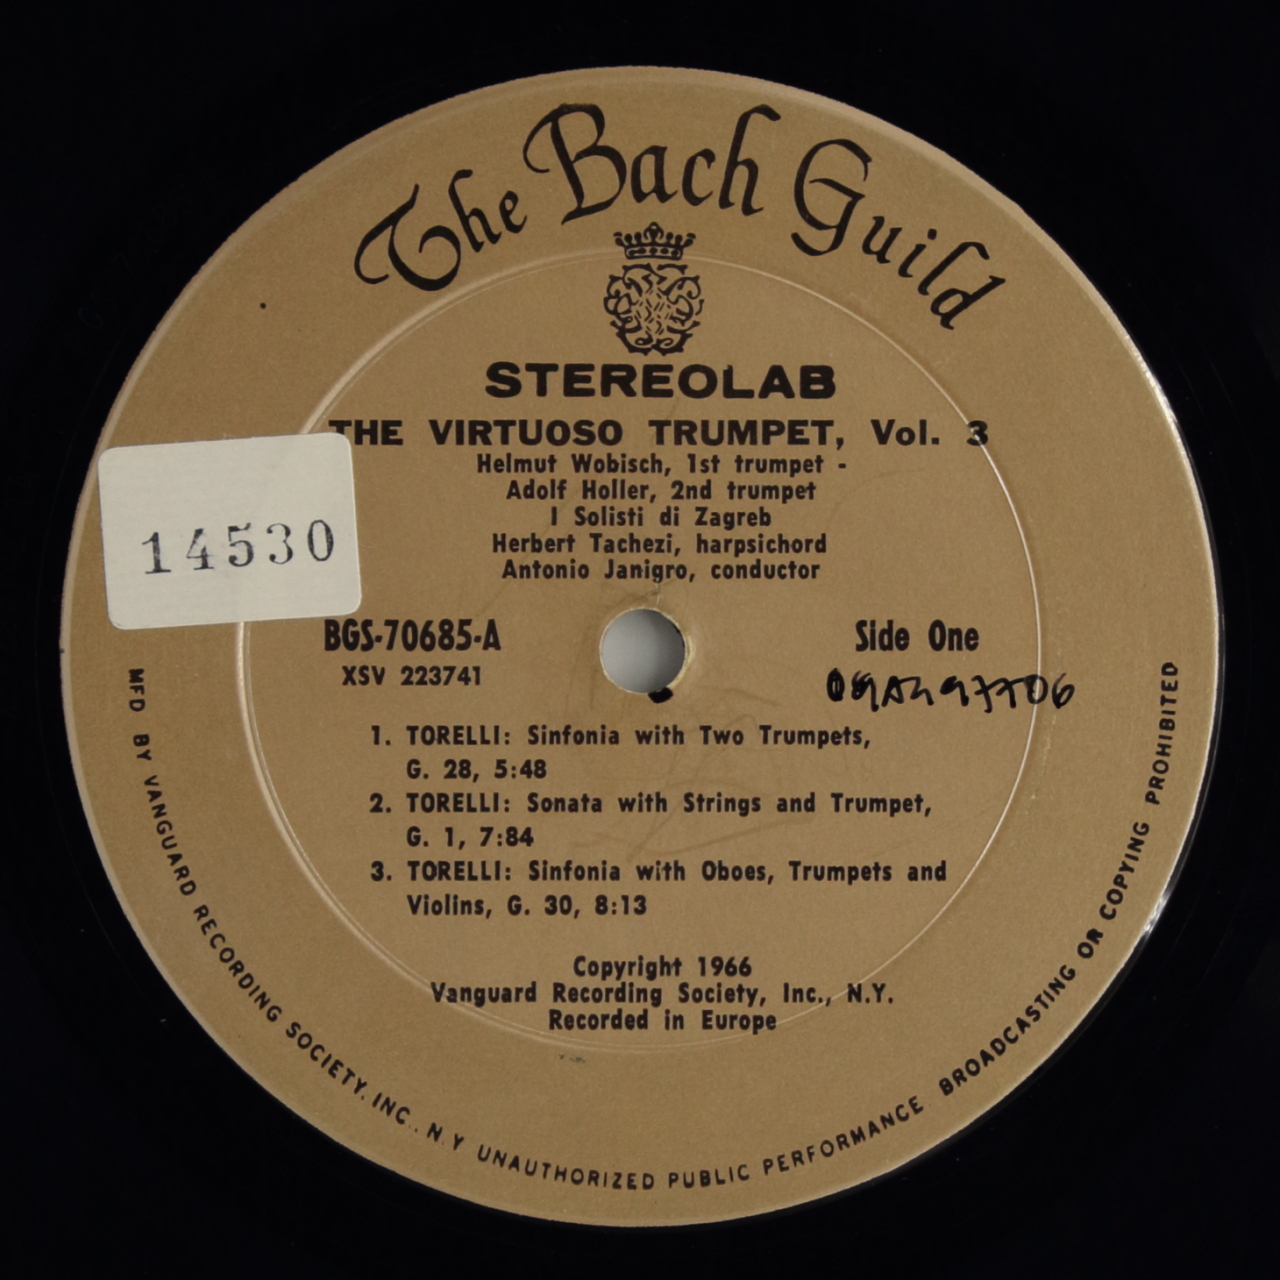 The Bach Guild
STEREOLAB
THE VIRTUOSO TRUMPET, Vol. 3
Helmut Wobisch, 1st trumpet -
Adolf Holler, 2nd trumpet
I Solisti di Zagreb
Herbert Tachezi, harpsichord
Antonio Janigro, conductor
14530
BGS-70685-A
Side One
XSV 223741
1. TORELLI: Sinfonia with Two Trumpets,
G. 28, 5:48
2. TORELLI: Sonata with Strings and Trumpet,
G. 1, 7:84
3. TORELLI: Sinfonia with Oboes, Trumpets and
Violins, G. 30, 8:13
Copyright 1966
Vanguard Recording Society, Inc., N.Y.
Recorded in Europe
MFD BY VANGUARD RECORDING SOCIETY, INC., N.Y UNAUTHORIZED PUBLIC PERFORMANCE BROADCASTING OR COPYING PROHIBITED